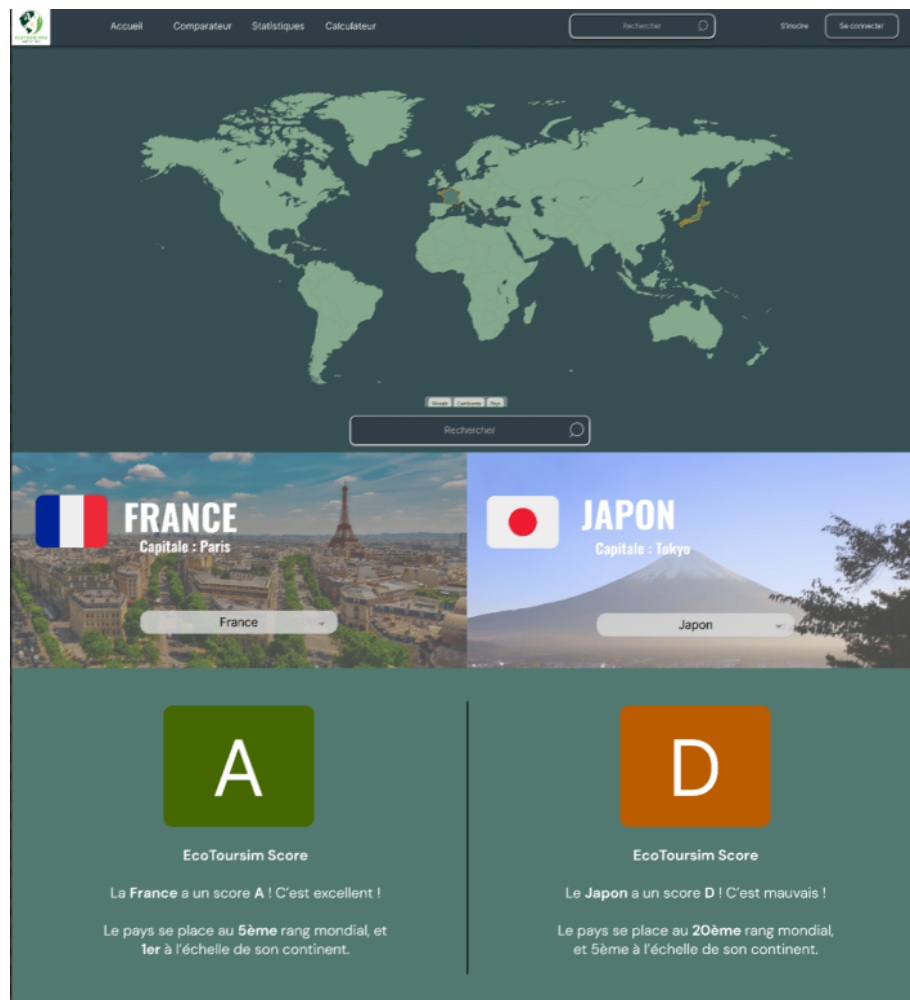 Accueil
Comparateur
Statistiques
Calculateur
Rechercher
S'inscrire
Se connecter
Continents
Pays
Rechercher
FRANCE
Capitale : Paris
France
JAPON
Capitale : Tokyo
Japon
A
EcoToursim Score
La France a un score A ! C'est excellent !
Le pays se place au 5ème rang mondial, et
1er à l'échelle de son continent.
D
EcoToursim Score
Le Japon a un score D ! C'est mauvais !
Le pays se place au 20ème rang mondial,
et 5ème à l'échelle de son continent.